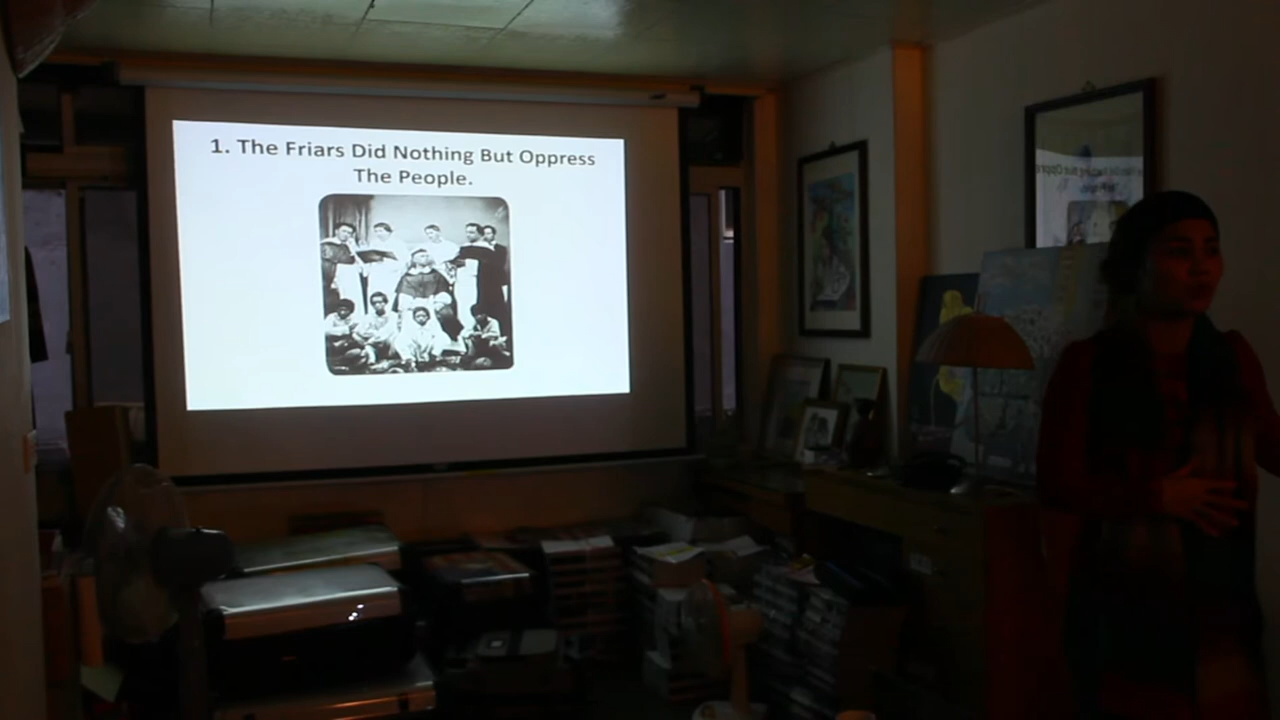 1. The Friars Did Nothing But Oppress
The People.